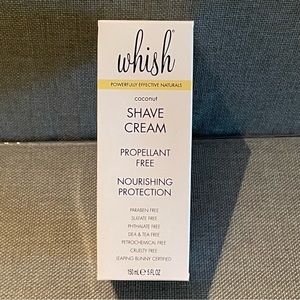 whish®
POWERFULLY EFFECTIVE NATURALS
coconut
SHAVE
CREAM
PROPELLANT
FREE
NOURISHING
PROTECTION
PARABEN FREE
SULFATE FREE
PHTHALATE FREE
DEA & TEA FREE
PETROCHEMICAL FREE
CRUELTY FREE
LEAPING BUNNY CERTIFIED
150 mL ℮ 5 FL OZ